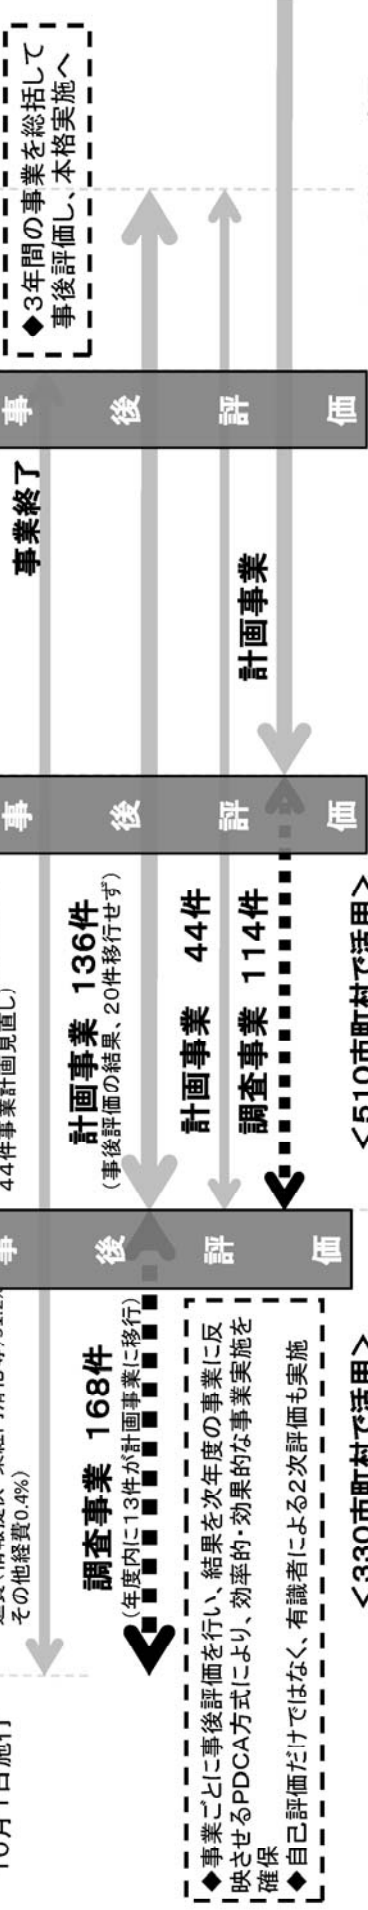 10月1日施行
その他経費0.4%)
44件事業計画見直し)
事業終了
◆3年間の事業を総括して
事後評価し、本格実施へ
調査事業 168件
(年度内に13件が計画事業に移行)
計画事業 136件
(事後評価の結果、20件移行せず)
計画事業 44件
調査事業 114件
計画事業
事後評価
事後評価
事後評価
◆事業ごとに事後評価を行い、結果を次年度の事業に反
映させるPDCA方式により、効率的・効果的な事業実施を
確保
◆自己評価だけではなく、有識者による2次評価も実施
<330市町村で活用>
<510市町村で活用>